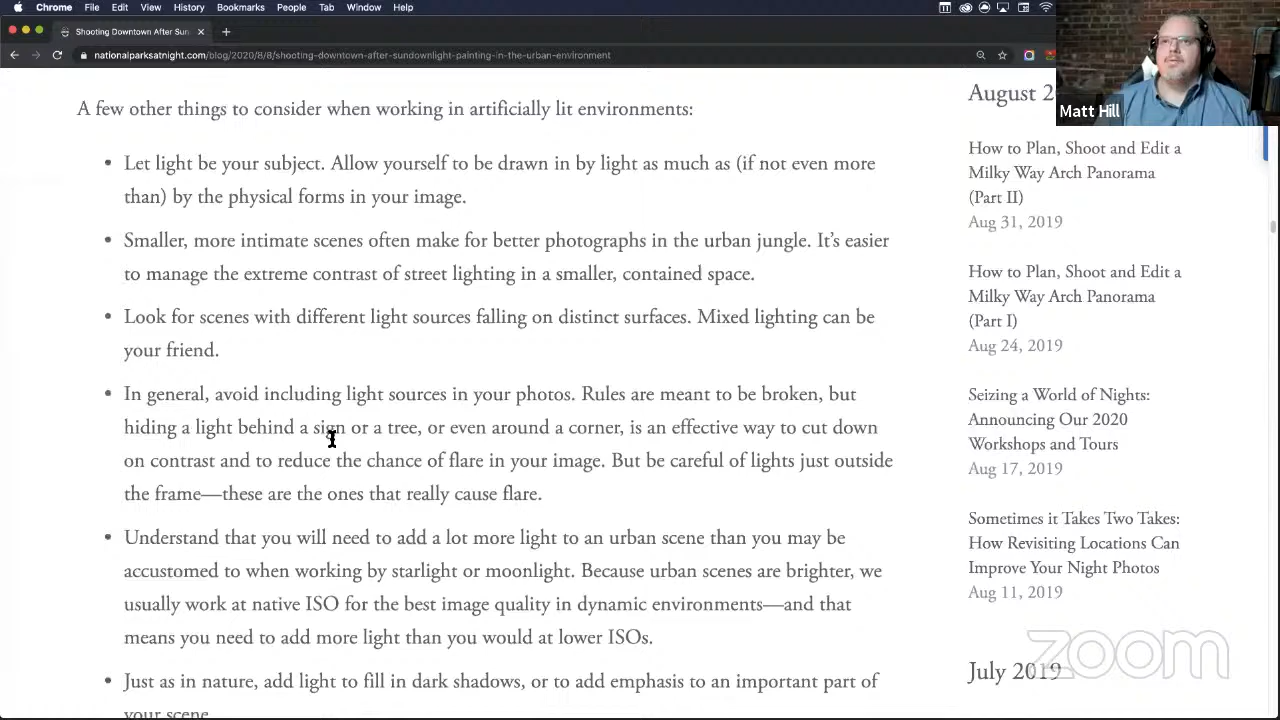 Chrome File Edit View History Bookmarks People Tab Window Help
Shooting Downtown After Sun
nationalparksatnight.com/blog/2020/8/8/shooting-downtown-after-sundownlight-painting-in-the-urban-environment
Matt Hill
A few other things to consider when working in artificially lit environments:
• Let light be your subject. Allow yourself to be drawn in by light as much as (if not even more
than) by the physical forms in your image.
• Smaller, more intimate scenes often make for better photographs in the urban jungle. It’s easier
to manage the extreme contrast of street lighting in a smaller, contained space.
• Look for scenes with different light sources falling on distinct surfaces. Mixed lighting can be
your friend.
• In general, avoid including light sources in your photos. Rules are meant to be broken, but
hiding a light behind a sign or a tree, or even around a corner, is an effective way to cut down
on contrast and to reduce the chance of flare in your image. But be careful of lights just outside
the frame—these are the ones that really cause flare.
• Understand that you will need to add a lot more light to an urban scene than you may be
accustomed to when working by starlight or moonlight. Because urban scenes are brighter, we
usually work at native ISO for the best image quality in dynamic environments—and that
means you need to add more light than you would at lower ISOs.
• Just as in nature, add light to fill in dark shadows, or to add emphasis to an important part of
your scene
August 2
How to Plan, Shoot and Edit a
Milky Way Arch Panorama
(Part II)
Aug 31, 2019
How to Plan, Shoot and Edit a
Milky Way Arch Panorama
(Part I)
Aug 24, 2019
Seizing a World of Nights:
Announcing Our 2020
Workshops and Tours
Aug 17, 2019
Sometimes it Takes Two Takes:
How Revisiting Locations Can
Improve Your Night Photos
Aug 11, 2019
July 2019
zoom